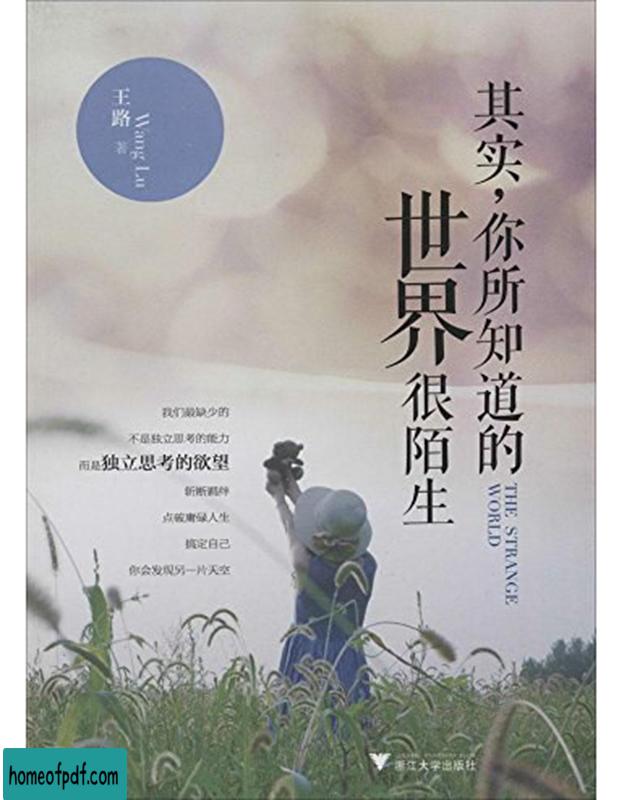 其实，你所知道的
世界很陌生
THE STRANGE
WORLD
王路
著
Wang Lu
我们最缺少的
不是独立思考的能力
而是独立思考的欲望
斩断羁绊
点破庸碌人生
搞定自己
你会发现另一片天空
浙江大学出版社
homeofpdf.com